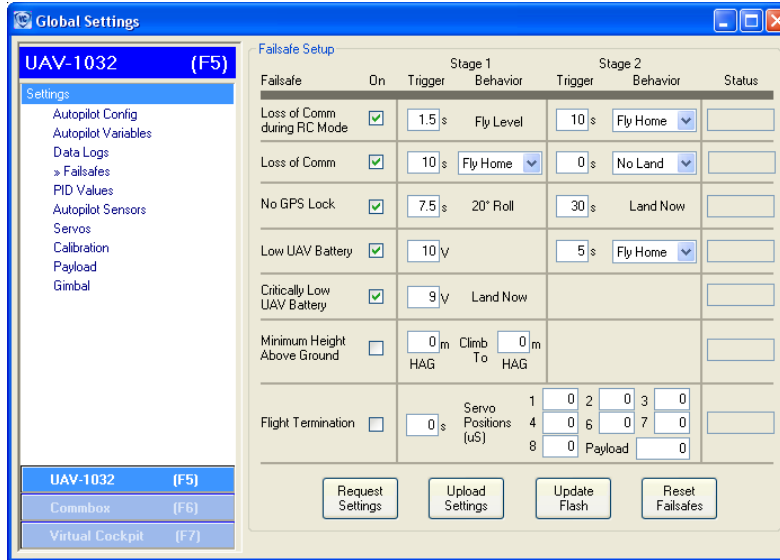 Global Settings
UAV-1032 (F5)
Settings
Autopilot Config
Autopilot Variables
Data Logs
» Failsafes
PID Values
Autopilot Sensors
Servos
Calibration
Payload
Gimbal
UAV-1032 (F5)
Commbox (F6)
Virtual Cockpit (F7)
Failsafe Setup
Stage 1 Stage 2
Failsafe On Trigger Behavior Trigger Behavior Status
Loss of Comm
during RC Mode 1.5 s Fly Level 10 s Fly Home
Loss of Comm 10 s Fly Home 0 s No Land
No GPS Lock 7.5 s 20° Roll 30 s Land Now
Low UAV Battery 10 V 5 s Fly Home
Critically Low
UAV Battery 9 V Land Now
Minimum Height
Above Ground 0 m Climb To 0 m
HAG HAG
Flight Termination 0 s Servo Positions (uS)
1 0 2 0 3 0
4 0 6 0 7 0
8 0 Payload 0
Request Settings
Upload Settings
Update Flash
Reset Failsafes